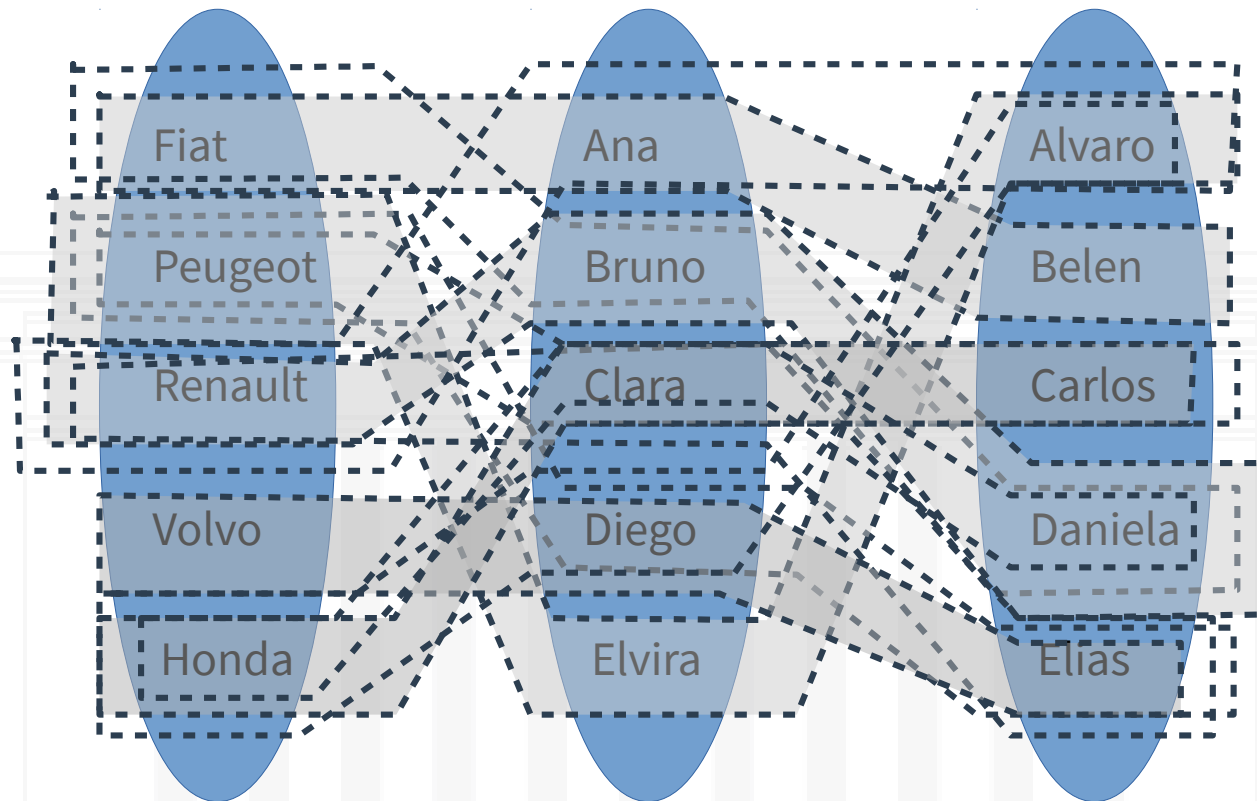 Fiat Ana Alvaro
Peugeot Bruno Belen
Renault Clara Carlos
Volvo Diego Daniela
Honda Elvira Elias